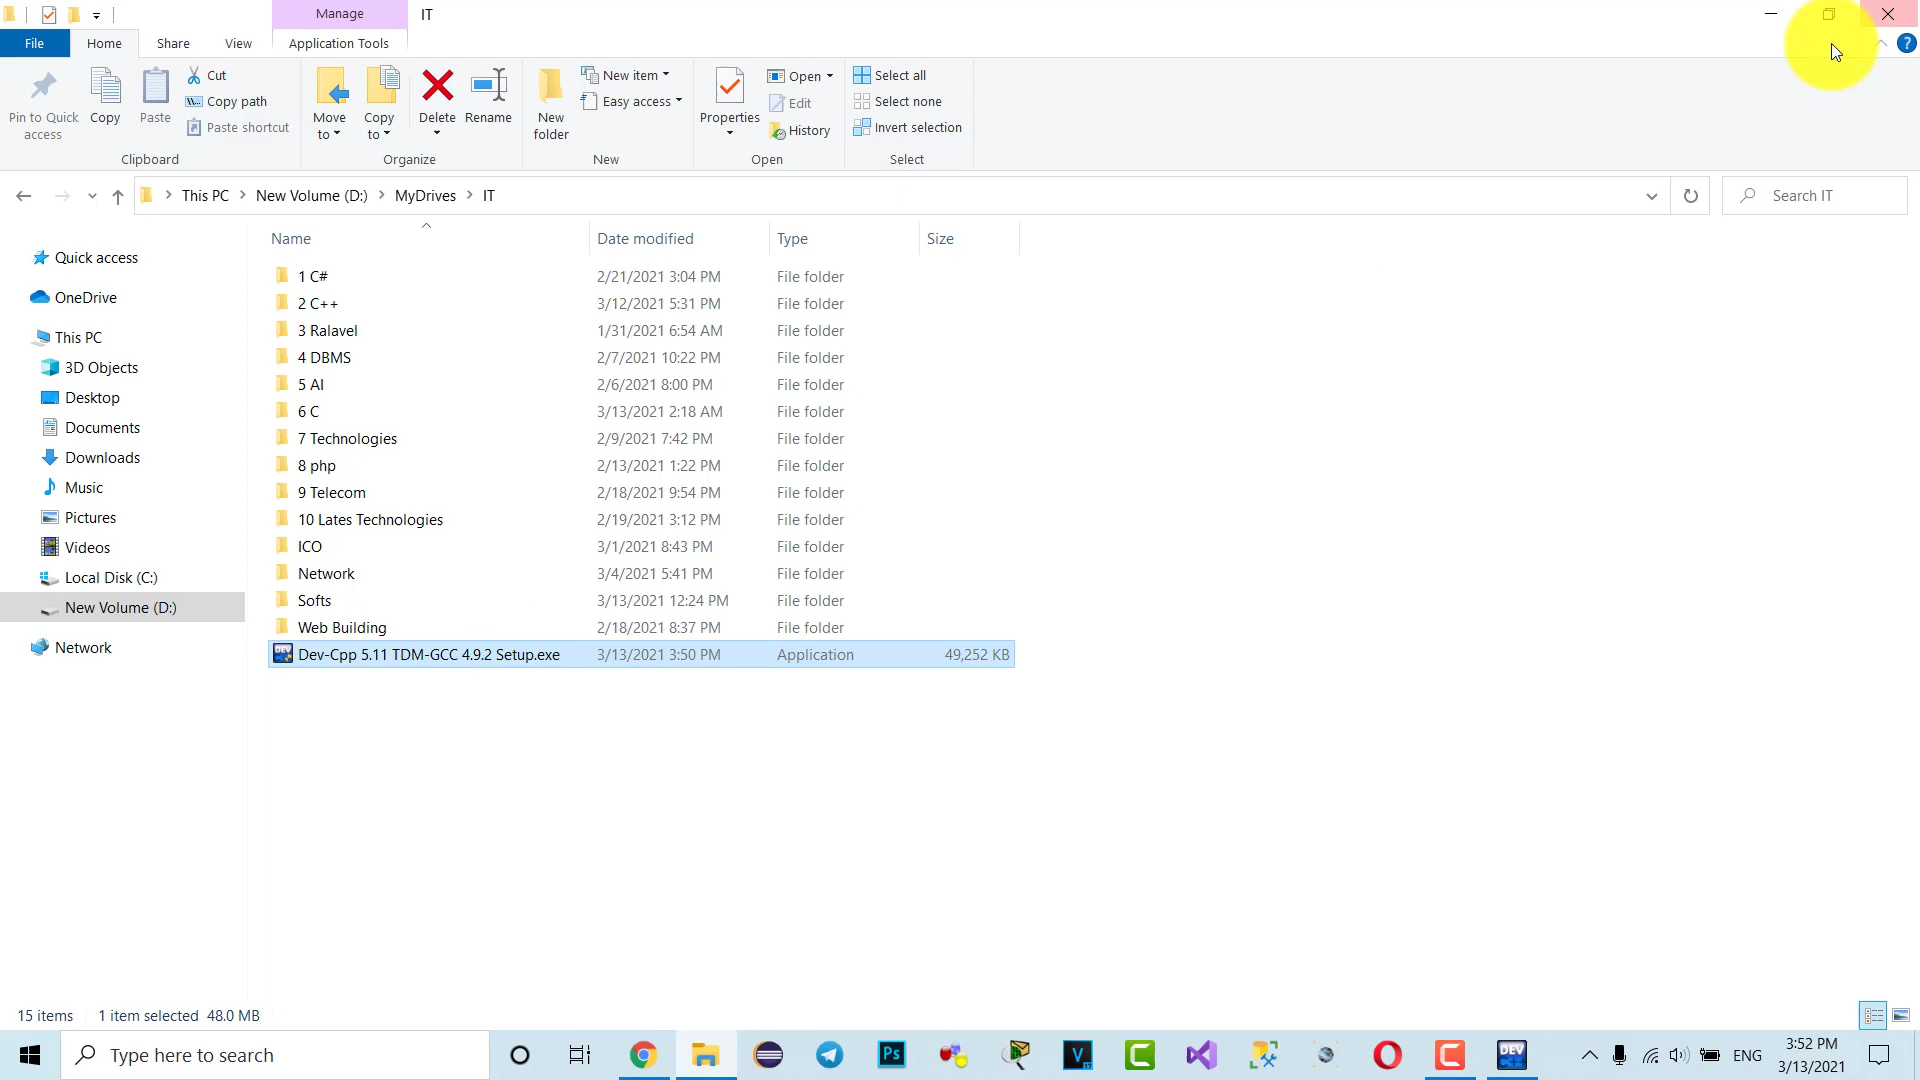 Manage
IT
File
Home
Share
View
Application Tools
Pin to Quick access
Copy
Paste
Cut
Copy path
Paste shortcut
Clipboard
Move to
Copy to
Delete
Rename
Organize
New folder
New item
Easy access
New
Properties
Open
Edit
History
Open
Select all
Select none
Invert selection
Select
This PC
New Volume (D:)
MyDrives
IT
Search IT
Name
Date modified
Type
Size
Quick access
OneDrive
This PC
3D Objects
Desktop
Documents
Downloads
Music
Pictures
Videos
Local Disk (C:)
New Volume (D:)
Network
1 C# 2/21/2021 3:04 PM File folder
2 C++ 3/12/2021 5:31 PM File folder
3 Ralavel 1/31/2021 6:54 AM File folder
4 DBMS 2/7/2021 10:22 PM File folder
5 AI 2/6/2021 8:00 PM File folder
6 C 3/13/2021 2:18 AM File folder
7 Technologies 2/9/2021 7:42 PM File folder
8 php 2/13/2021 1:22 PM File folder
9 Telecom 2/18/2021 9:54 PM File folder
10 Lates Technologies 2/19/2021 3:12 PM File folder
ICO 3/1/2021 8:43 PM File folder
Network 3/4/2021 5:41 PM File folder
Softs 3/13/2021 12:24 PM File folder
Web Building 2/18/2021 8:37 PM File folder
Dev-Cpp 5.11 TDM-GCC 4.9.2 Setup.exe 3/13/2021 3:50 PM Application 49,252 KB
15 items 1 item selected 48.0 MB
Type here to search
Ps
V
DEV
ENG
3:52 PM
3/13/2021